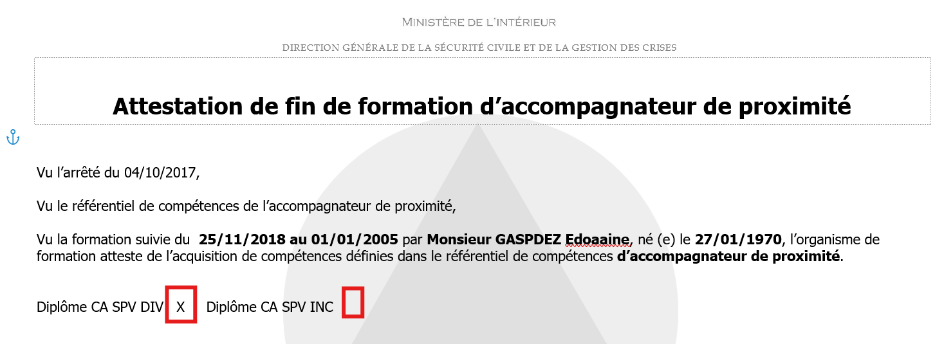 MINISTÈRE DE L'INTÉRIEUR
DIRECTION GÉNÉRALE DE LA SÉCURITÉ CIVILE ET DE LA GESTION DES CRISES
Attestation de fin de formation d'accompagnateur de proximité
Vu l'arrêté du 04/10/2017,
Vu le référentiel de compétences de l'accompagnateur de proximité,
Vu la formation suivie du 25/11/2018 au 01/01/2005 par Monsieur GASPDEZ Edoaaine, né (e) le 27/01/1970, l'organisme de
formation atteste de l'acquisition de compétences définies dans le référentiel de compétences d'accompagnateur de proximité.
Diplôme CA SPV DIV X Diplôme CA SPV INC